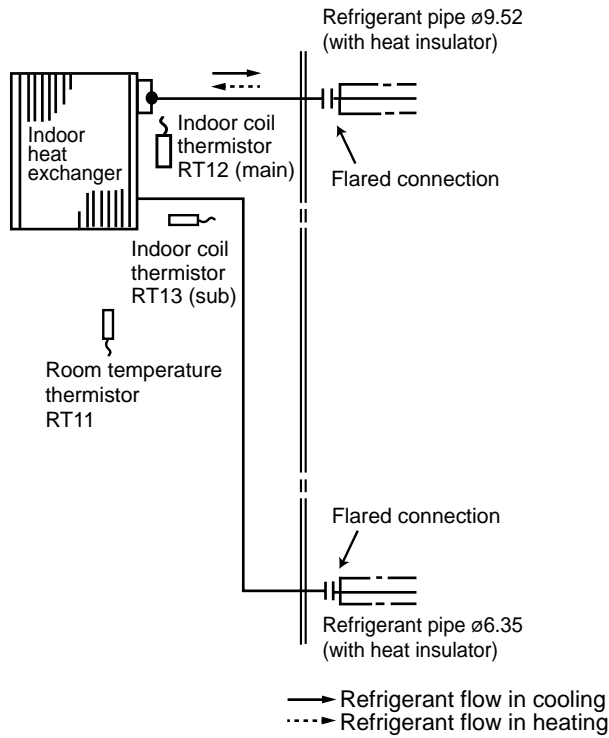 Refrigerant pipe ø9.52
(with heat insulator)
Indoor
heat
exchanger
Indoor coil
thermistor
RT12 (main)
Flared connection
Indoor coil
thermistor
RT13 (sub)
Room temperature
thermistor
RT11
Flared connection
Refrigerant pipe ø6.35
(with heat insulator)
Refrigerant flow in cooling
Refrigerant flow in heating